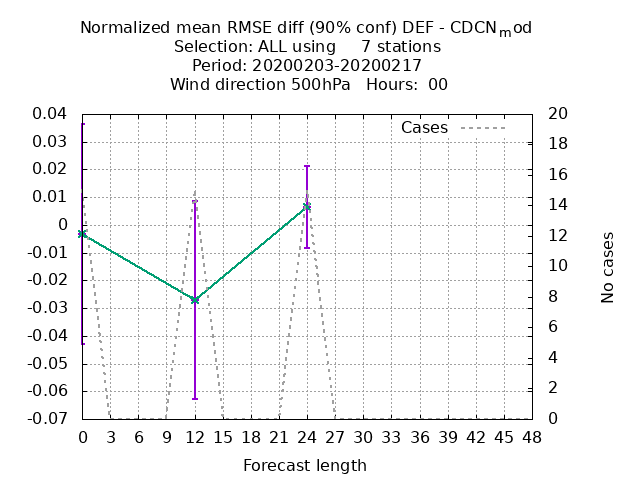 Normalized mean RMSE diff (90% conf) DEF - CDCNmod
Selection: ALL using 7 stations
Period: 20200203-20200217
Wind direction 500hPa Hours: 00
Cases
0.04
0.03
0.02
0.01
0
-0.01
-0.02
-0.03
-0.04
-0.05
-0.06
-0.07
20
18
16
14
12
10
8
6
4
2
0
No cases
0 3 6 9 12 15 18 21 24 27 30 33 36 39 42 45 48
Forecast length